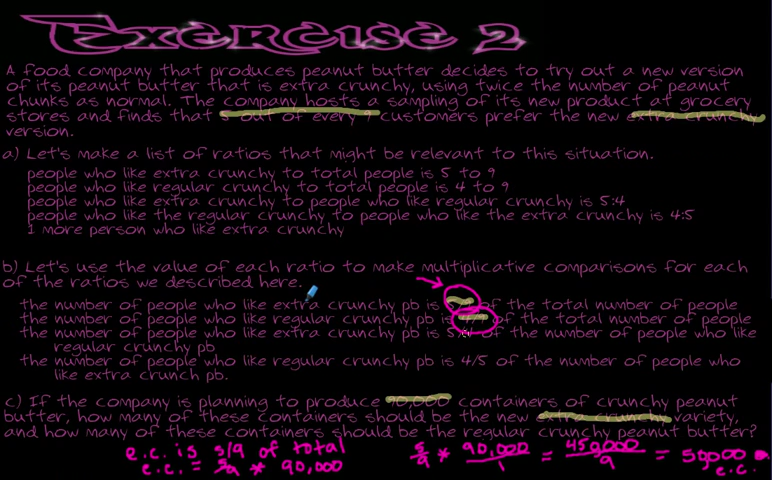 Exercise 2
A food company that produces peanut butter decides to try out a new version
of its peanut butter that is extra crunchy, using twice the number of peanut
chunks as normal. The company hosts a sampling of its new product at grocery
stores and finds that 5 out of every 9 customers prefer the new extra crunchy
version.
a) Let's make a list of ratios that might be relevant to this situation.
people who like extra crunchy to total people is 5 to 9
people who like regular crunchy to total people is 4 to 9
people who like extra crunchy to people who like regular crunchy is 5:4
people who like the regular crunchy to people who like the extra crunchy is 4:5
1 more person who like extra crunchy
b) Let's use the value of each ratio to make multiplicative comparisons for each
of the ratios we described here.
the number of people who like extra crunchy pb is of the total number of people
the number of people who like regular crunchy pb is of the total number of people
the number of people who like extra crunchy pb is 5/4 of the number of people who like
regular crunchy pb
the number of people who like regular crunchy pb is 4/5 of the number of people who
like extra crunch pb.
c) If the company is planning to produce 90,000 containers of crunchy peanut
butter, how many of these containers should be the new extra crunchy variety,
and how many of these containers should be the regular crunchy peanut butter?
e.c. is 5/9 of total
e.c. = 5/9 * 90,000
5/9 * 90,000/1 = 450,000/9 = 50,000
e.c.